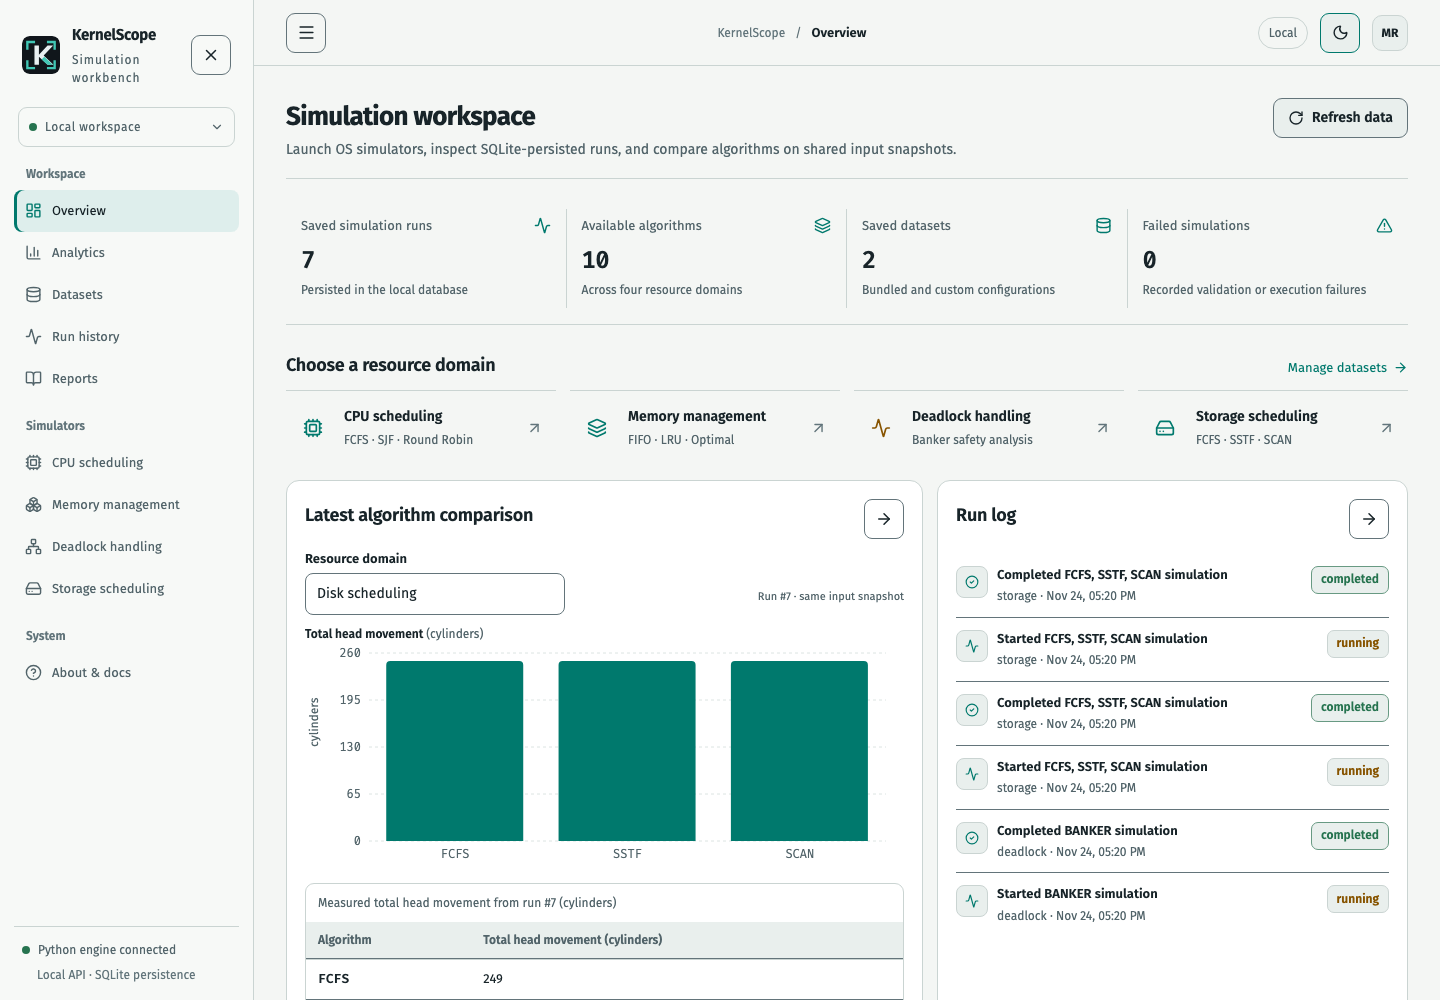 KernelScope
Simulation
workbench
Local workspace
Workspace
Overview
Analytics
Datasets
Run history
Reports
Simulators
CPU scheduling
Memory management
Deadlock handling
Storage scheduling
System
About & docs
Python engine connected
Local API · SQLite persistence
KernelScope / Overview
Local
MR
Simulation workspace
Launch OS simulators, inspect SQLite-persisted runs, and compare algorithms on shared input snapshots.
Refresh data
Saved simulation runs
7
Persisted in the local database
Available algorithms
10
Across four resource domains
Saved datasets
2
Bundled and custom configurations
Failed simulations
0
Recorded validation or execution failures
Choose a resource domain
Manage datasets
CPU scheduling
FCFS · SJF · Round Robin
Memory management
FIFO · LRU · Optimal
Deadlock handling
Banker safety analysis
Storage scheduling
FCFS · SSTF · SCAN
Latest algorithm comparison
Resource domain
Disk scheduling
Run #7 · same input snapshot
Total head movement (cylinders)
260
195
130
65
0
cylinders
FCFS
SSTF
SCAN
Measured total head movement from run #7 (cylinders)
Algorithm Total head movement (cylinders)
FCFS 249
Run log
Completed FCFS, SSTF, SCAN simulation
storage · Nov 24, 05:20 PM
completed
Started FCFS, SSTF, SCAN simulation
storage · Nov 24, 05:20 PM
running
Completed FCFS, SSTF, SCAN simulation
storage · Nov 24, 05:20 PM
completed
Started FCFS, SSTF, SCAN simulation
storage · Nov 24, 05:20 PM
running
Completed BANKER simulation
deadlock · Nov 24, 05:20 PM
completed
Started BANKER simulation
deadlock · Nov 24, 05:20 PM
running